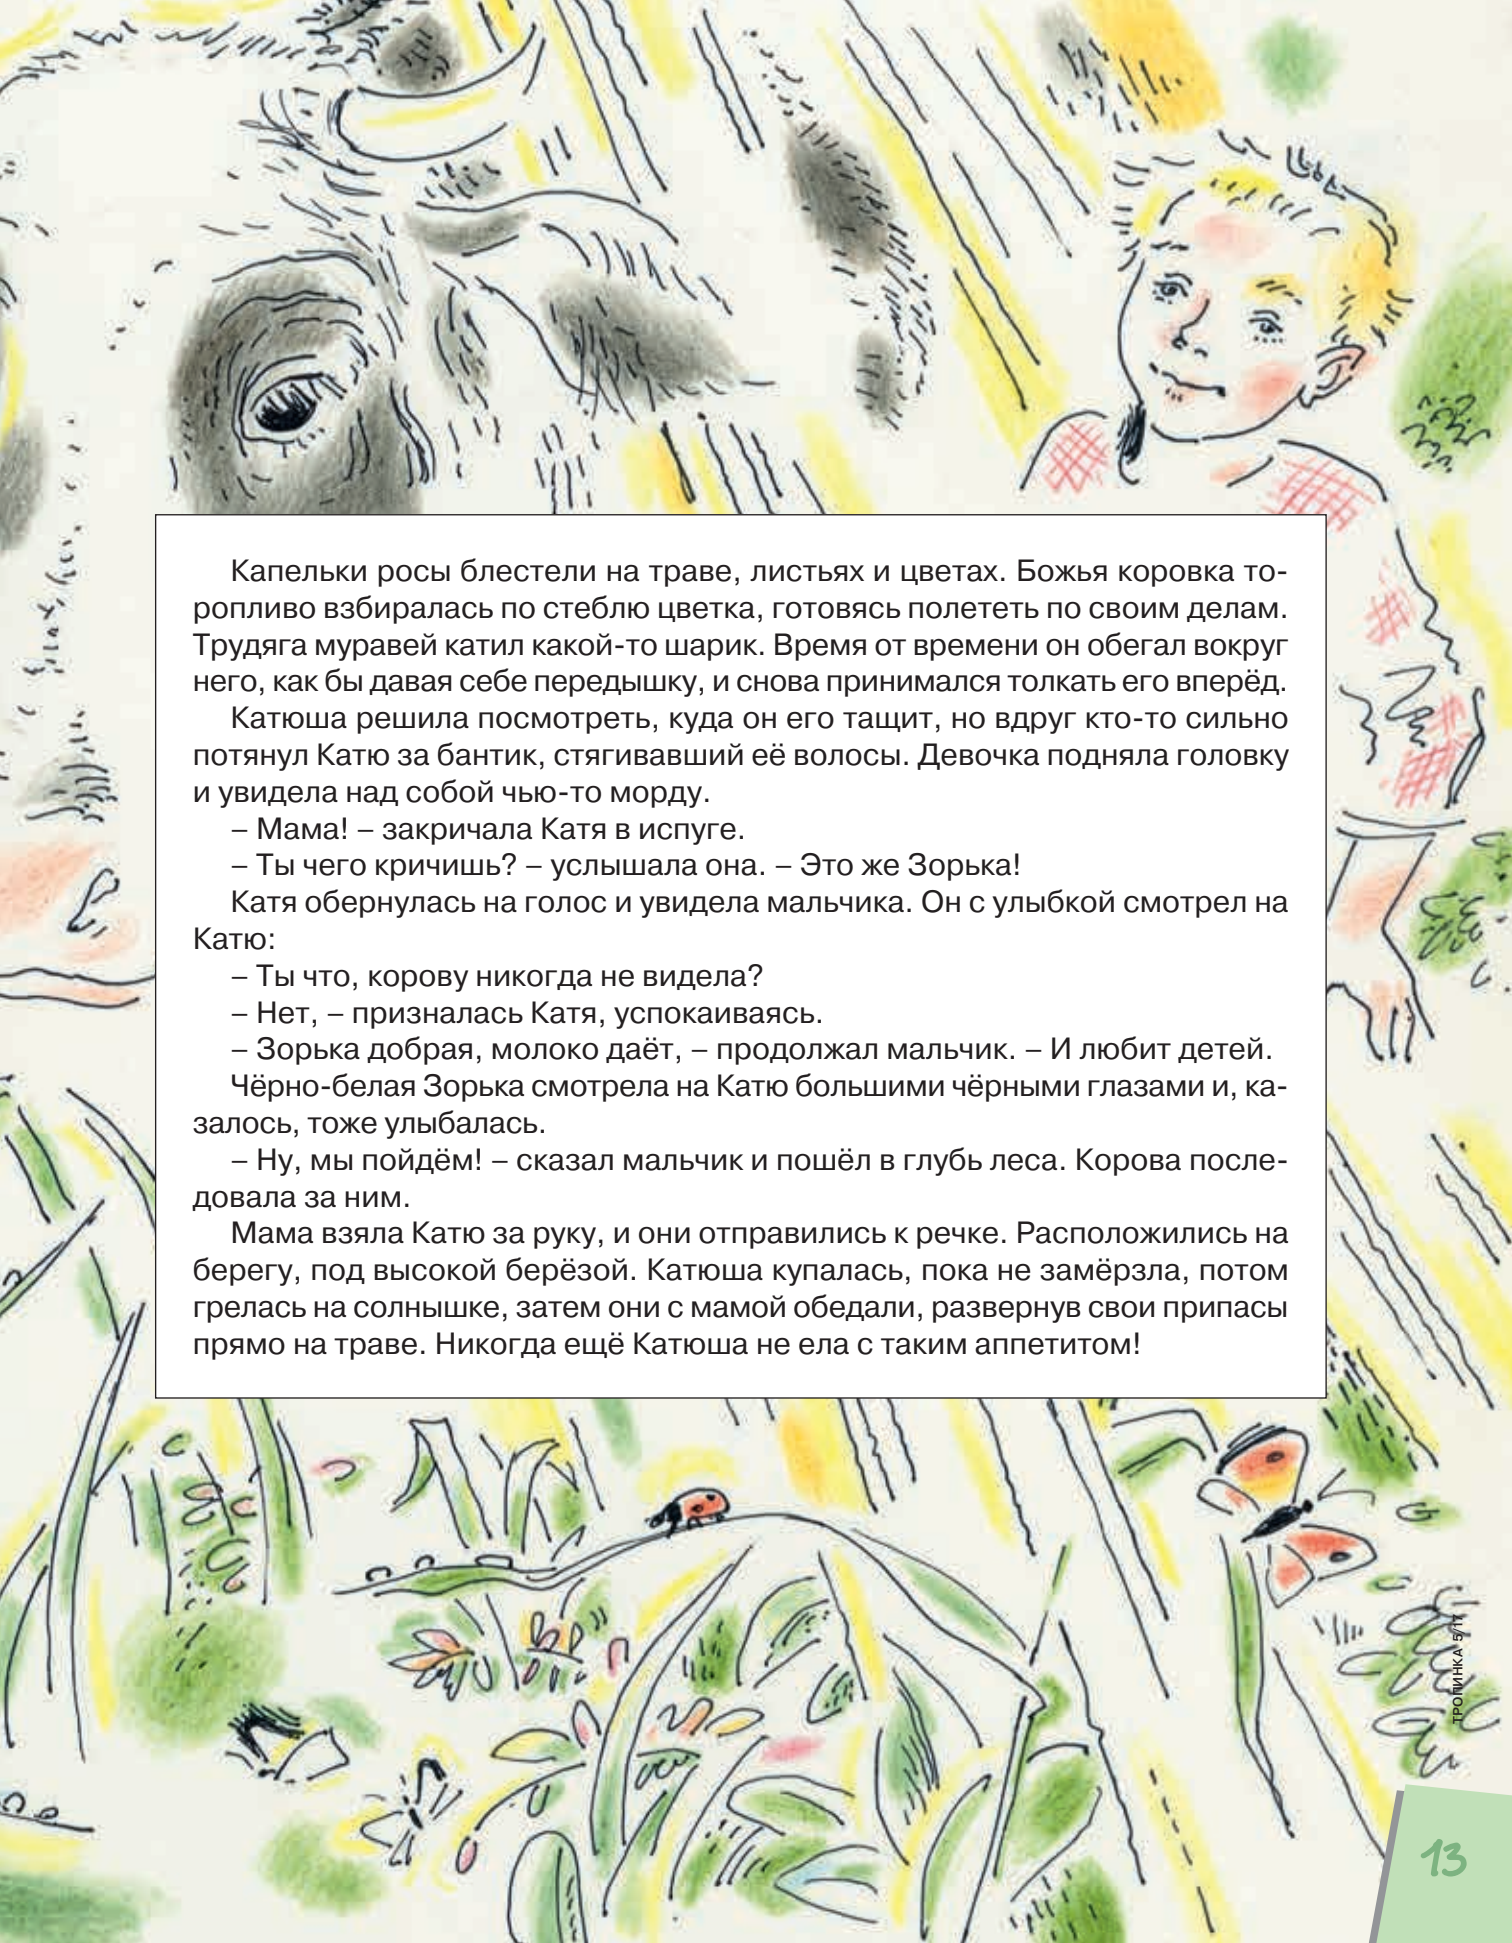 Капельки росы блестели на траве, листьях и цветах. Божья коровка то-
ропливо взбиралась по стеблю цветка, готовясь полететь по своим делам.
Трудяга муравей катил какой-то шарик. Время от времени он обегал вокруг
него, как бы давая себе передышку, и снова принимался толкать его вперёд.
Катюша решила посмотреть, куда он его тащит, но вдруг кто-то сильно
потянул Катю за бантик, стягивавший её волосы. Девочка подняла головку
и увидела над собой чью-то морду.
– Мама! – закричала Катя в испуге.
– Ты чего кричишь? – услышала она. – Это же Зорька!
Катя обернулась на голос и увидела мальчика. Он с улыбкой смотрел на
Катю:
– Ты что, корову никогда не видела?
– Нет, – призналась Катя, успокаиваясь.
– Зорька добрая, молоко даёт, – продолжал мальчик. – И любит детей.
Чёрно-белая Зорька смотрела на Катю большими чёрными глазами и, ка-
залось, тоже улыбалась.
– Ну, мы пойдём! – сказал мальчик и пошёл в глубь леса. Корова после-
довала за ним.
Мама взяла Катю за руку, и они отправились к речке. Расположились на
берегу, под высокой берёзой. Катюша купалась, пока не замёрзла, потом
грелась на солнышке, затем они с мамой обедали, развернув свои припасы
прямо на траве. Никогда ещё Катюша не ела с таким аппетитом!
ТРОПИНКА 5/17
13